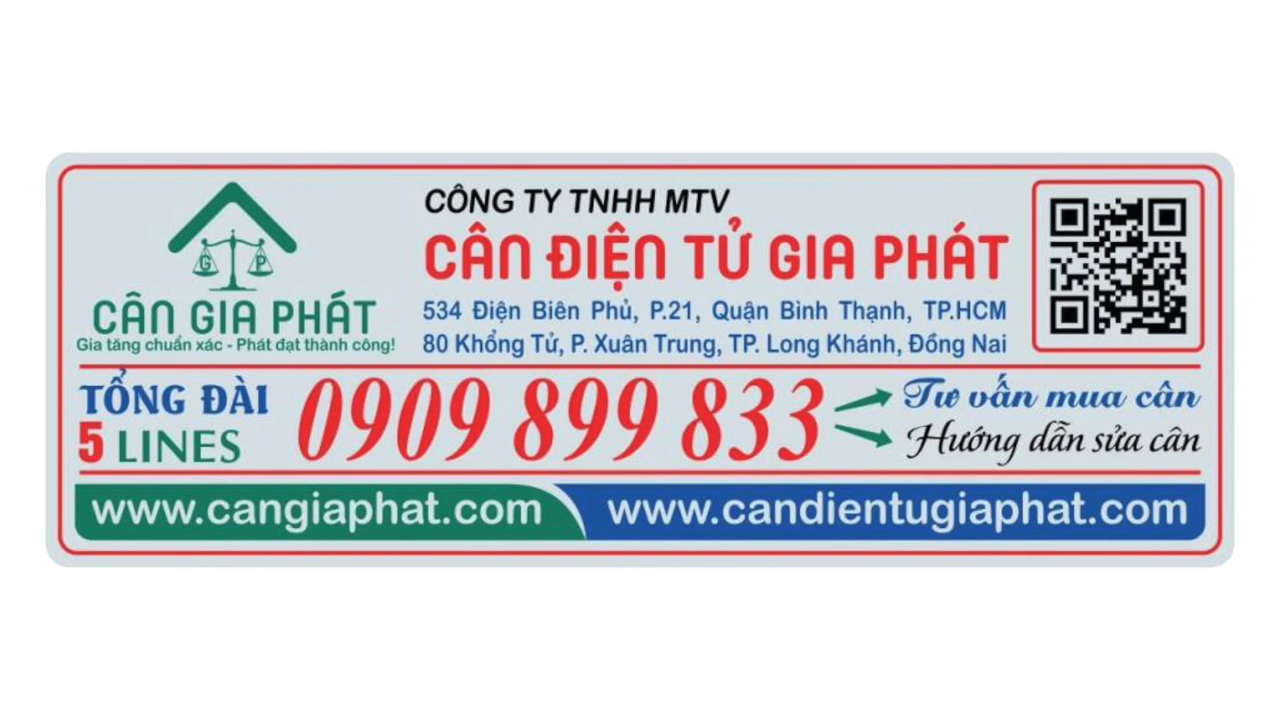 G P
CÂN GIA PHÁT
Gia tăng chuẩn xác - Phát đạt thành công!
CÔNG TY TNHH MTV
CÂN ĐIỆN TỬ GIA PHÁT
534 Điện Biên Phủ, P.21, Quận Bình Thạnh, TP.HCM
80 Khổng Tử, P. Xuân Trung, TP. Long Khánh, Đồng Nai
TỔNG ĐÀI
5 LINES
0909 899 833
Tư vấn mua cân
Hướng dẫn sửa cân
www.cangiaphat.com
www.candientugiaphat.com